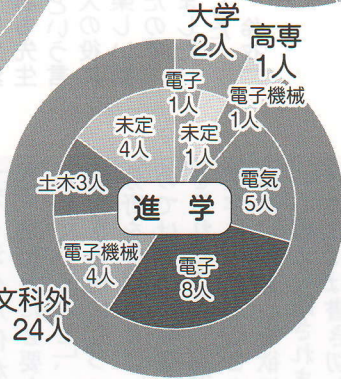 大学
2人
高専
1人
電子
1人
未定
1人
電子機械
1人
電気
5人
電子
8人
電子機械
4人
土木3人
未定
4人
進学
文科外
24人